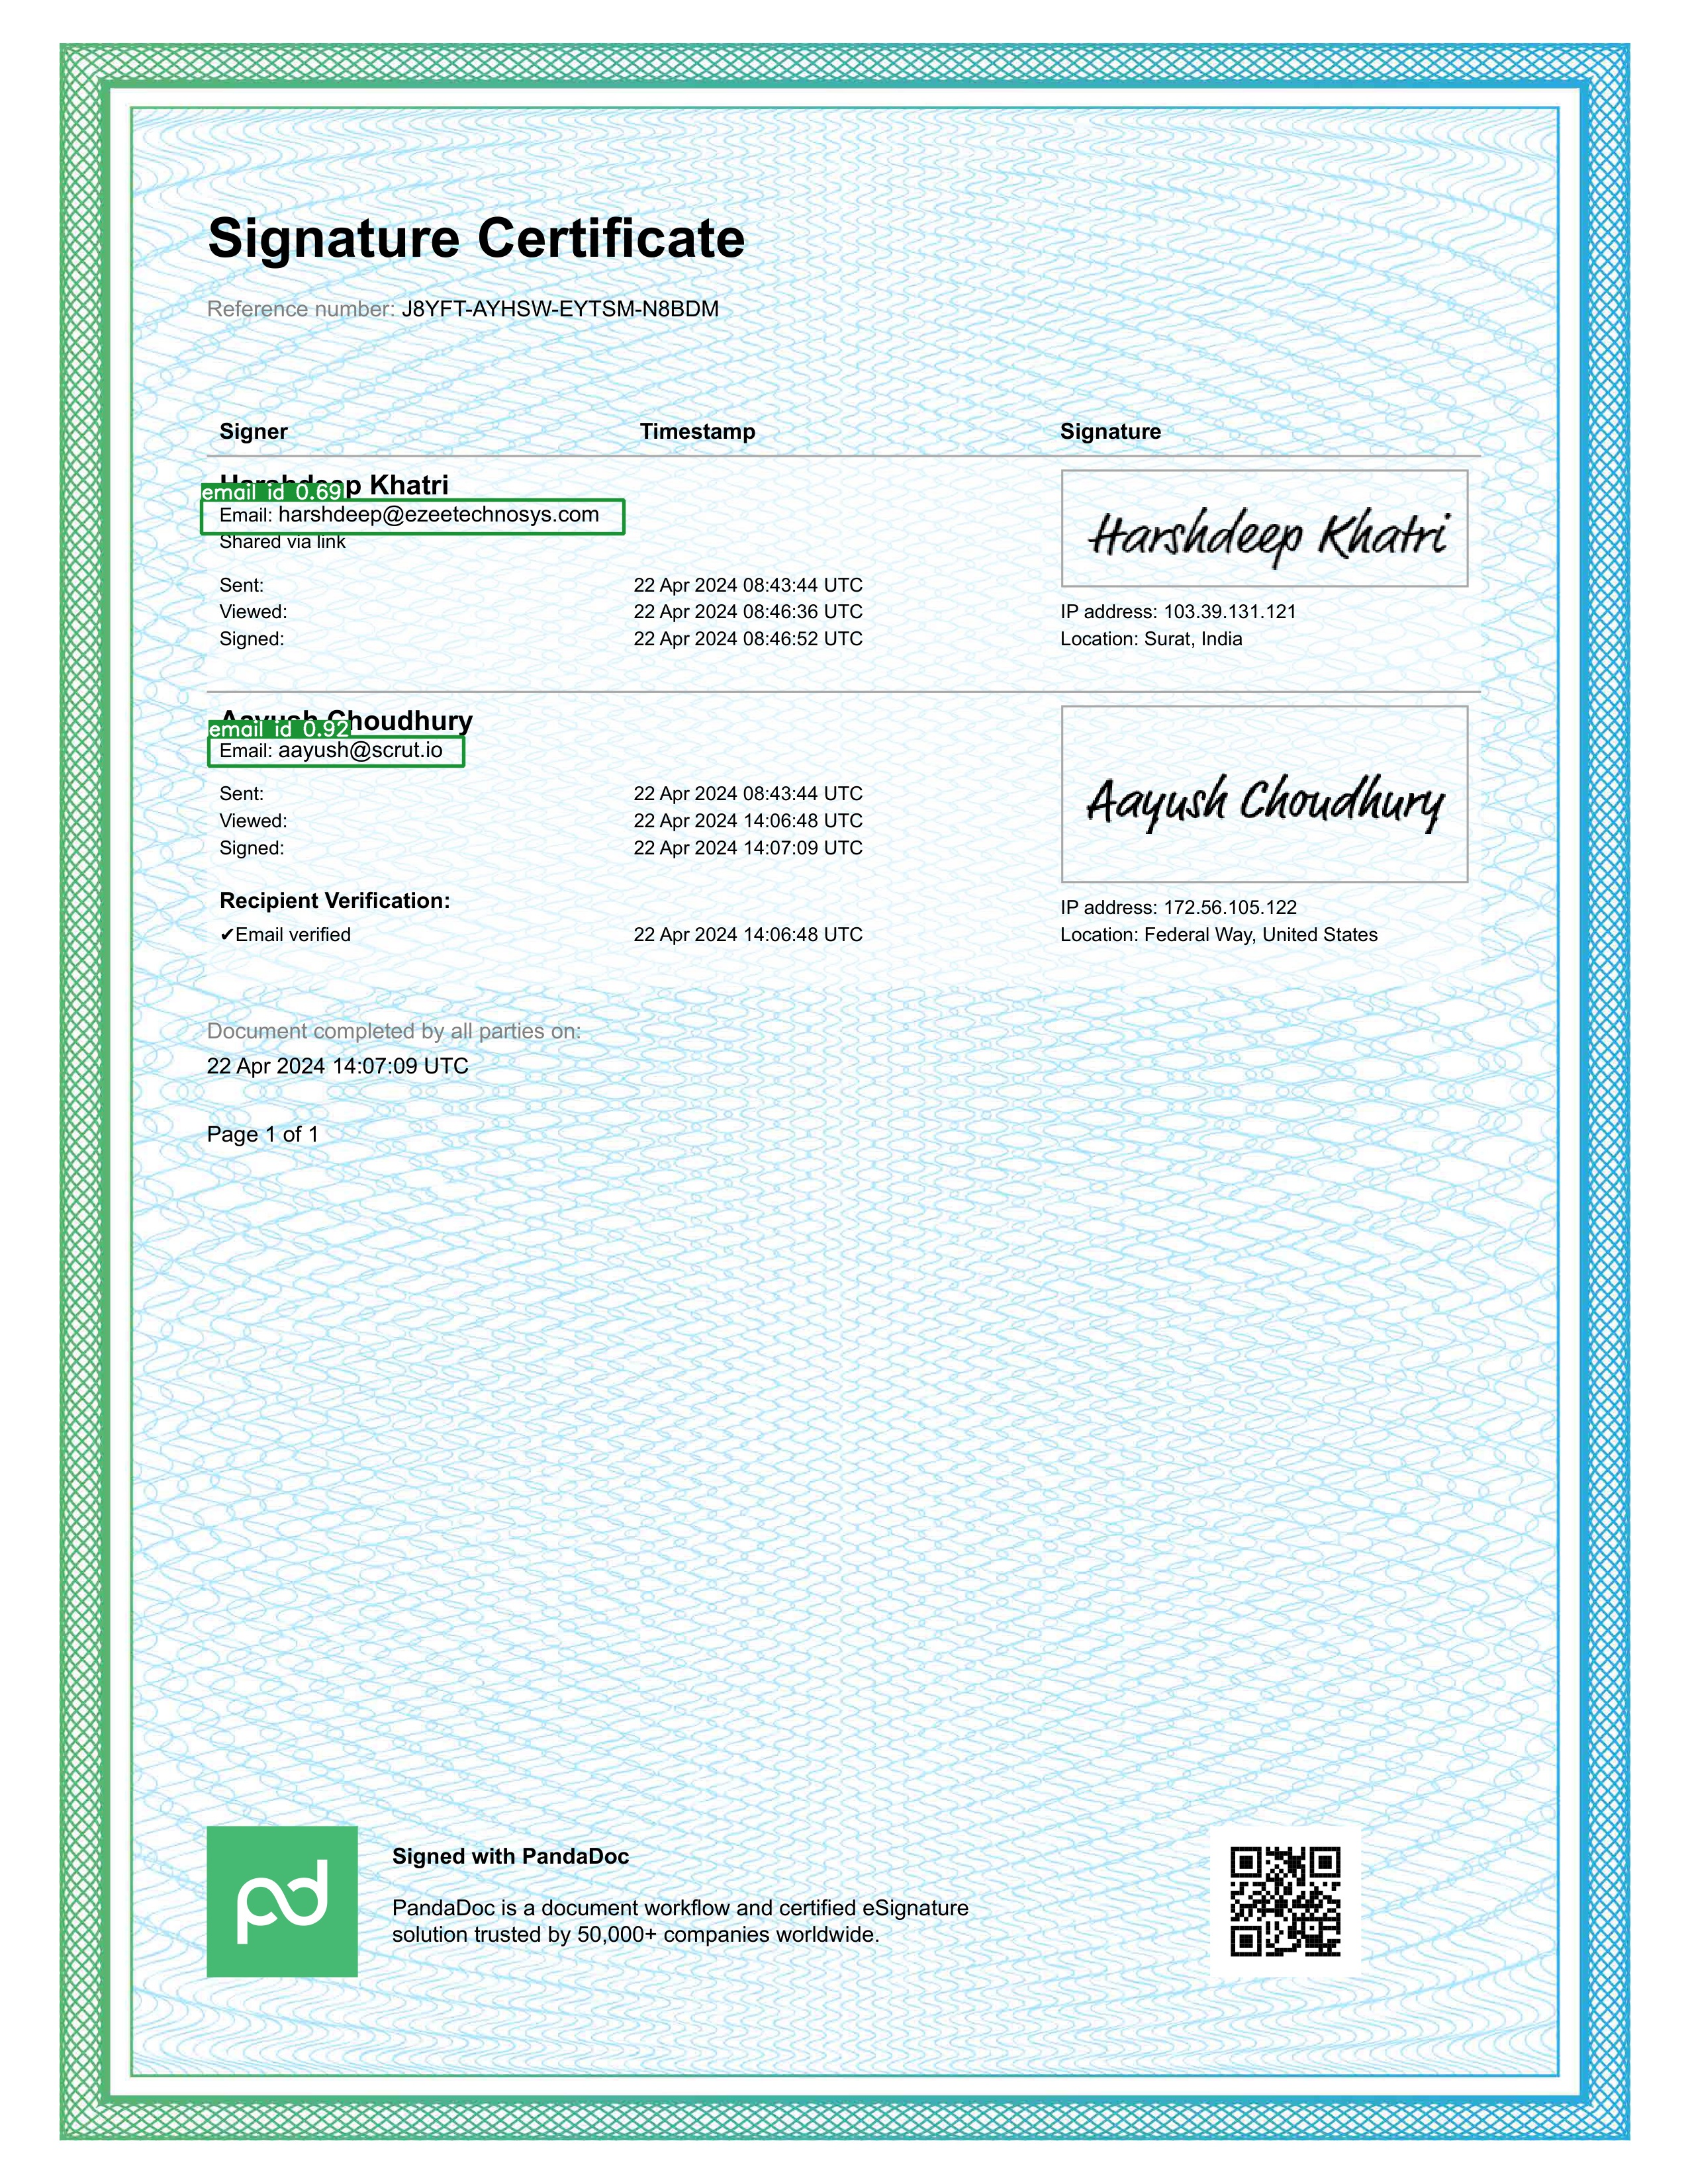 Signature Certificate
Reference number: J8YFT-AYHSW-EYTSM-N8BDM
Signer Timestamp Signature
Harshdeep Khatri
email_id 0.69
Email: harshdeep@ezeetechnosys.com
Shared via link
Harshdeep Khatri
Sent: 22 Apr 2024 08:43:44 UTC
Viewed: 22 Apr 2024 08:46:36 UTC IP address: 103.39.131.121
Signed: 22 Apr 2024 08:46:52 UTC Location: Surat, India
Aayush Choudhury
email_id 0.92
Email: aayush@scrut.io
Sent: 22 Apr 2024 08:43:44 UTC
Aayush Choudhury
Viewed: 22 Apr 2024 14:06:48 UTC
Signed: 22 Apr 2024 14:07:09 UTC
Recipient Verification: IP address: 172.56.105.122
✔Email verified 22 Apr 2024 14:06:48 UTC Location: Federal Way, United States
Document completed by all parties on:
22 Apr 2024 14:07:09 UTC
Page 1 of 1
pd
Signed with PandaDoc
PandaDoc is a document workflow and certified eSignature
solution trusted by 50,000+ companies worldwide.